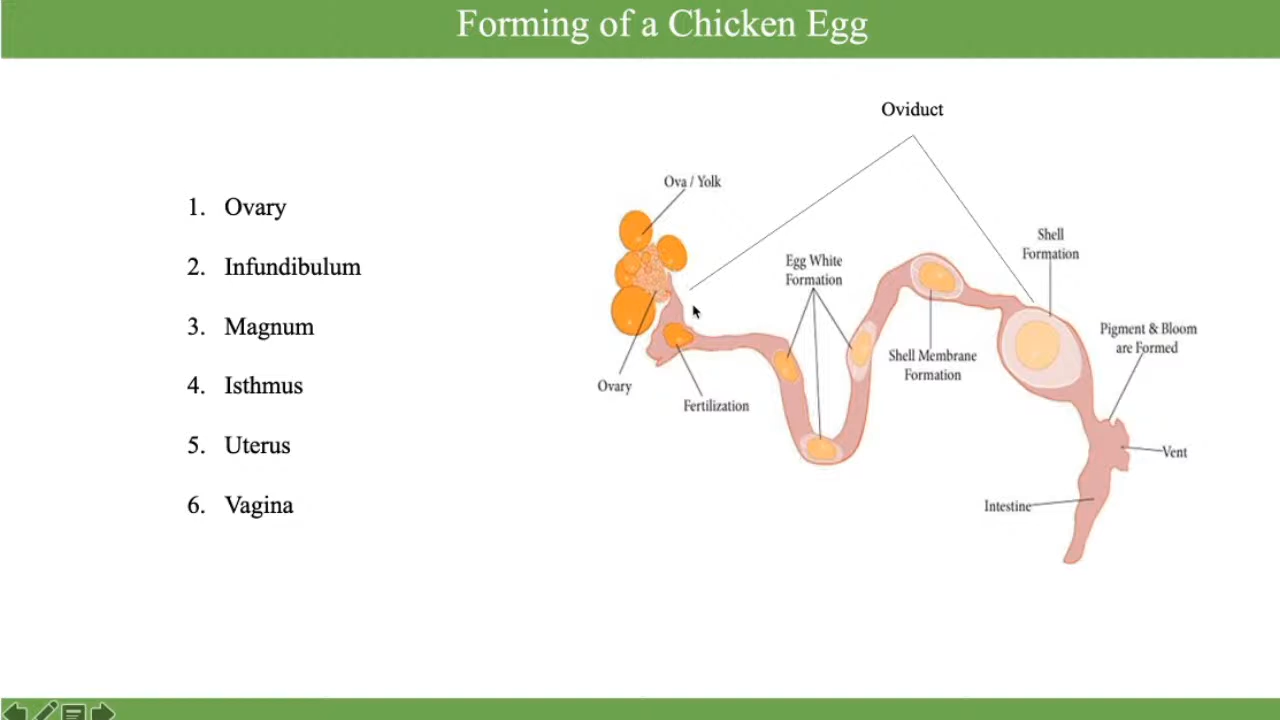 Forming of a Chicken Egg
1. Ovary
2. Infundibulum
3. Magnum
4. Isthmus
5. Uterus
6. Vagina
Oviduct
Ova / Yolk
Shell
Formation
Egg White
Formation
Pigment & Bloom
are Formed
Shell Membrane
Formation
Ovary
Fertilization
Vent
Intestine